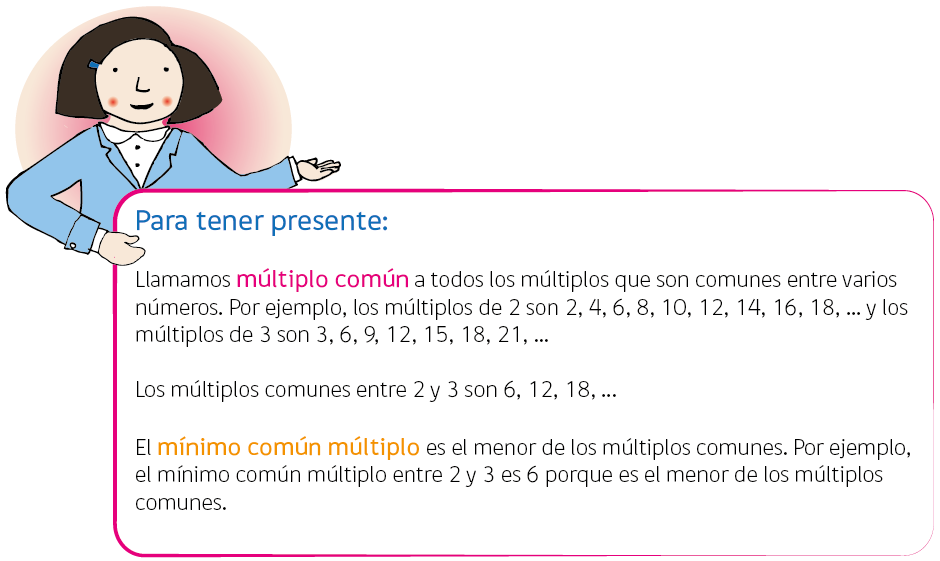 Para tener presente:
Llamamos múltiplo común a todos los múltiplos que son comunes entre varios
números. Por ejemplo, los múltiplos de 2 son 2, 4, 6, 8, 10, 12, 14, 16, 18, ... y los
múltiplos de 3 son 3, 6, 9, 12, 15, 18, 21, ...
Los múltiplos comunes entre 2 y 3 son 6, 12, 18, ...
El mínimo común múltiplo es el menor de los múltiplos comunes. Por ejemplo,
el mínimo común múltiplo entre 2 y 3 es 6 porque es el menor de los múltiplos
comunes.